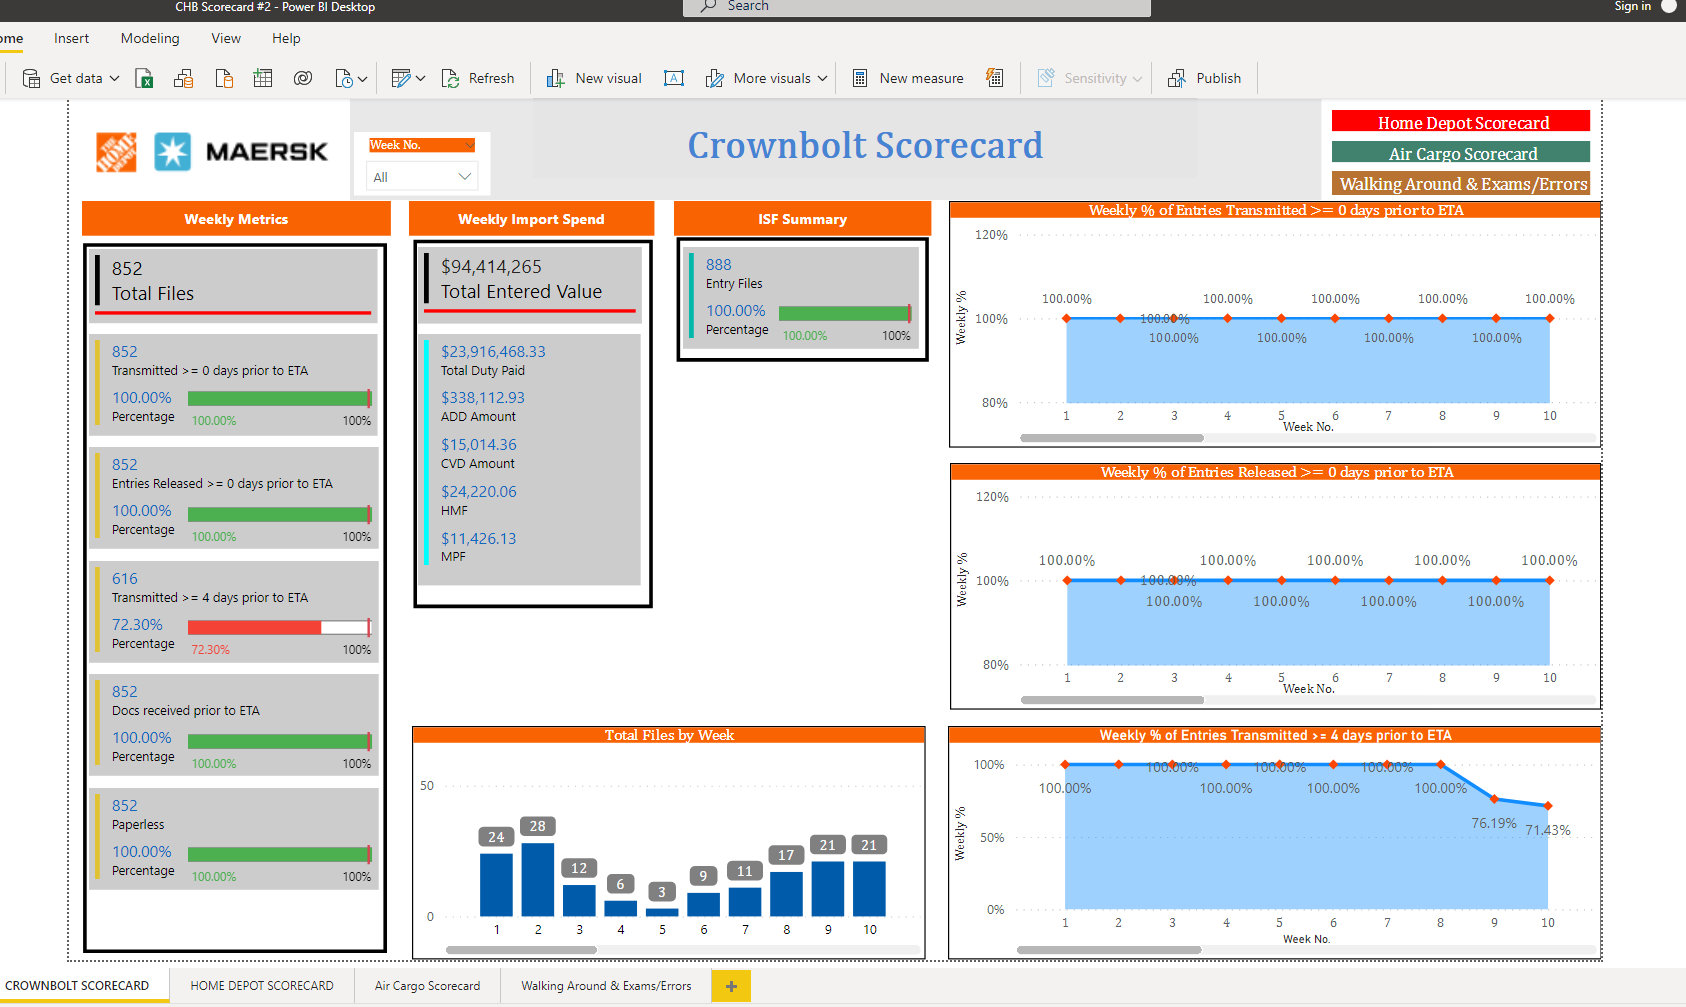 CHB Scorecard #2 - Power BI Desktop
Search
Sign in
ome
Insert
Modeling
View
Help
Get data
Refresh
New visual
More visuals
New measure
Sensitivity
Publish
THE HOME DEPOT
MAERSK
Week No.
All
Crownbolt Scorecard
Home Depot Scorecard
Air Cargo Scorecard
Walking Around & Exams/Errors
Weekly Metrics
852
Total Files
852
Transmitted >= 0 days prior to ETA
100.00%
Percentage
100.00%
100%
852
Entries Released >= 0 days prior to ETA
100.00%
Percentage
100.00%
100%
616
Transmitted >= 4 days prior to ETA
72.30%
Percentage
72.30%
100%
852
Docs received prior to ETA
100.00%
Percentage
100.00%
100%
852
Paperless
100.00%
Percentage
100.00%
100%
Weekly Import Spend
$94,414,265
Total Entered Value
$23,916,468.33
Total Duty Paid
$338,112.93
ADD Amount
$15,014.36
CVD Amount
$24,220.06
HMF
$11,426.13
MPF
ISF Summary
888
Entry Files
100.00%
Percentage
100.00%
100%
Total Files by Week
50
0
24 28 12 6 3 9 11 17 21 21
1 2 3 4 5 6 7 8 9 10
Weekly % of Entries Transmitted >= 0 days prior to ETA
Weekly %
120%
100%
80%
100.00% 100.00% 100.00% 100.00% 100.00%
100.00%
100.00% 100.00% 100.00% 100.00%
1 2 3 4 5 6 7 8 9 10
Week No.
Weekly % of Entries Released >= 0 days prior to ETA
Weekly %
120%
100%
80%
100.00% 100.00% 100.00% 100.00% 100.00%
100.00%
100.00% 100.00% 100.00% 100.00%
1 2 3 4 5 6 7 8 9 10
Week No.
Weekly % of Entries Transmitted >= 4 days prior to ETA
Weekly %
100%
50%
0%
100.00% 100.00% 100.00%
100.00% 100.00% 100.00% 100.00%
76.19% 71.43%
1 2 3 4 5 6 7 8 9 10
Week No.
CROWNBOLT SCORECARD
HOME DEPOT SCORECARD
Air Cargo Scorecard
Walking Around & Exams/Errors